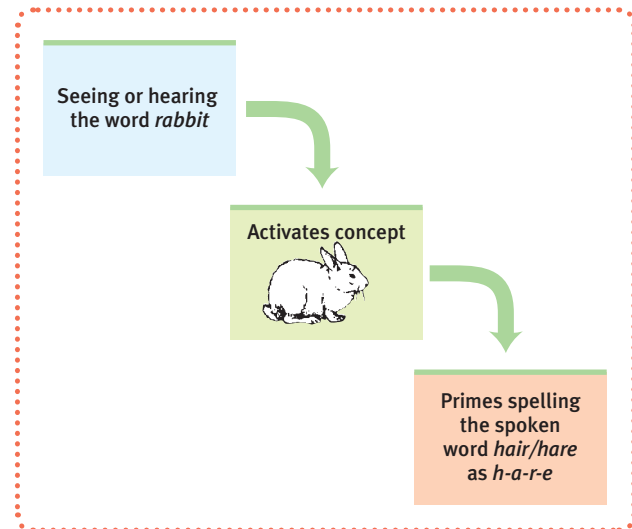 Seeing or hearing
the word rabbit
Activates concept
Primes spelling
the spoken
word hair/hare
as h-a-r-e